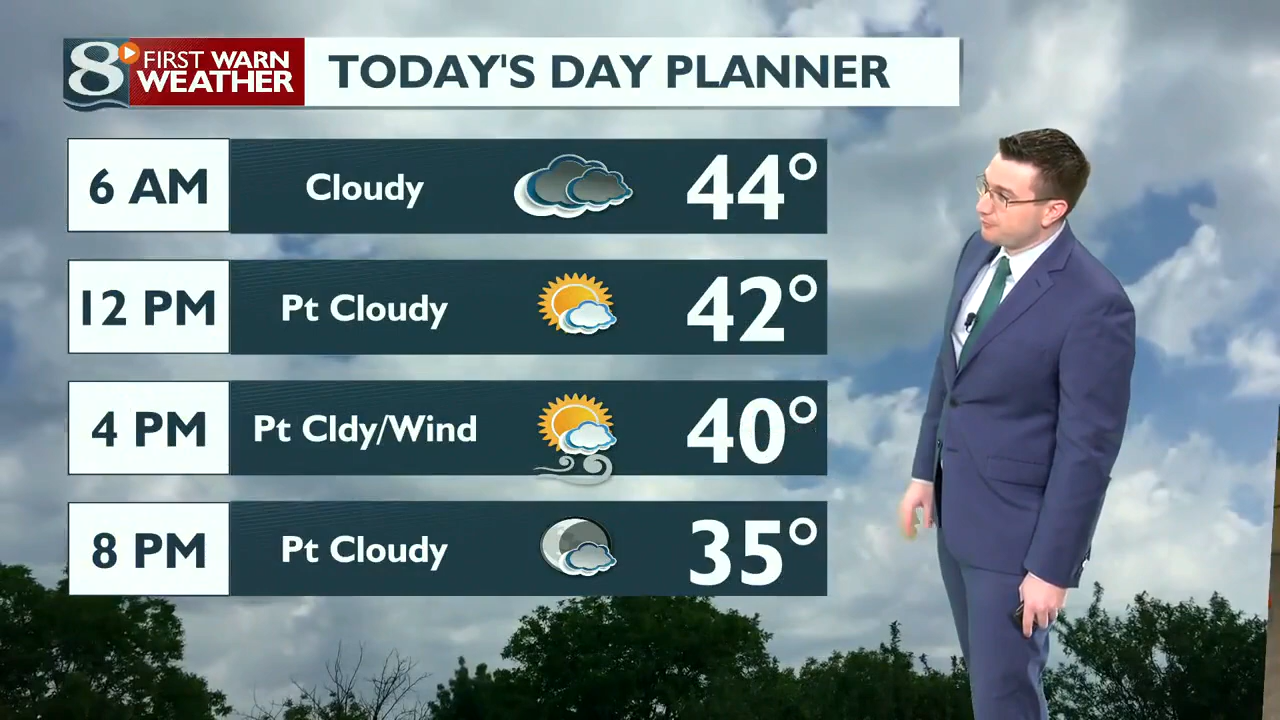 8 FIRST WARN
WEATHER
TODAY'S DAY PLANNER
6 AM Cloudy 44°
12 PM Pt Cloudy 42°
4 PM Pt Cldy/Wind 40°
8 PM Pt Cloudy 35°